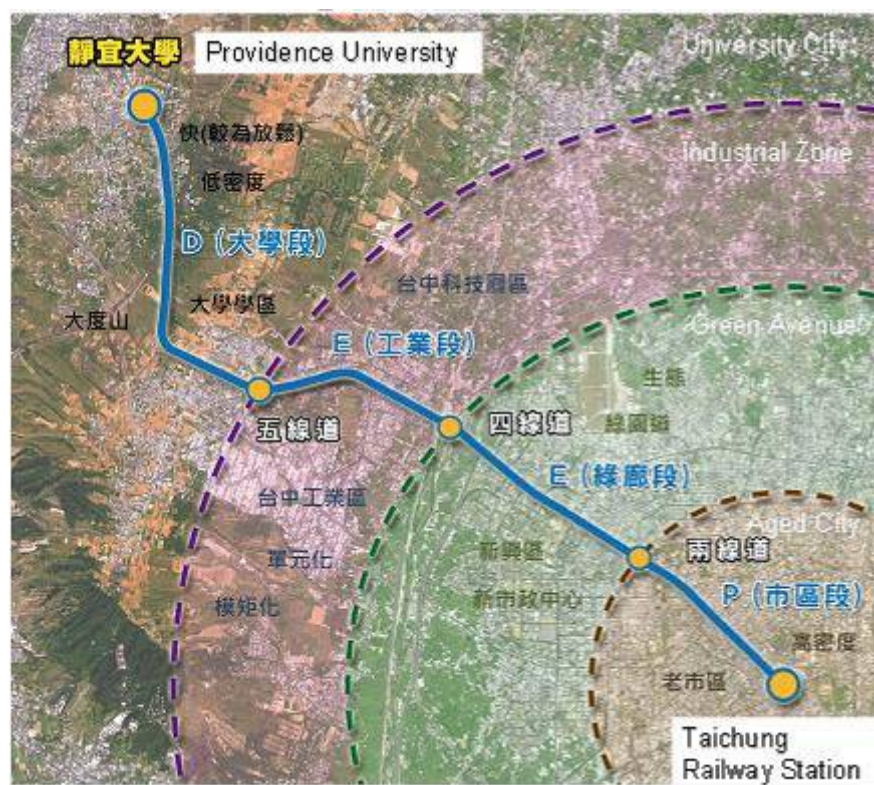 靜宜大學
Providence University
University City
快(較為放鬆)
低密度
Industrial Zone
D (大學段)
台中科技園區
大學學區
大度山
Green Avenue
E (工業段)
生態
五線道
四線道
綠園道
E (綠廊段)
台中工業區
Aged City
新興區
兩線道
單元化
新市政中心
P (市區段)
模矩化
高密度
老市區
Taichung
Railway Station